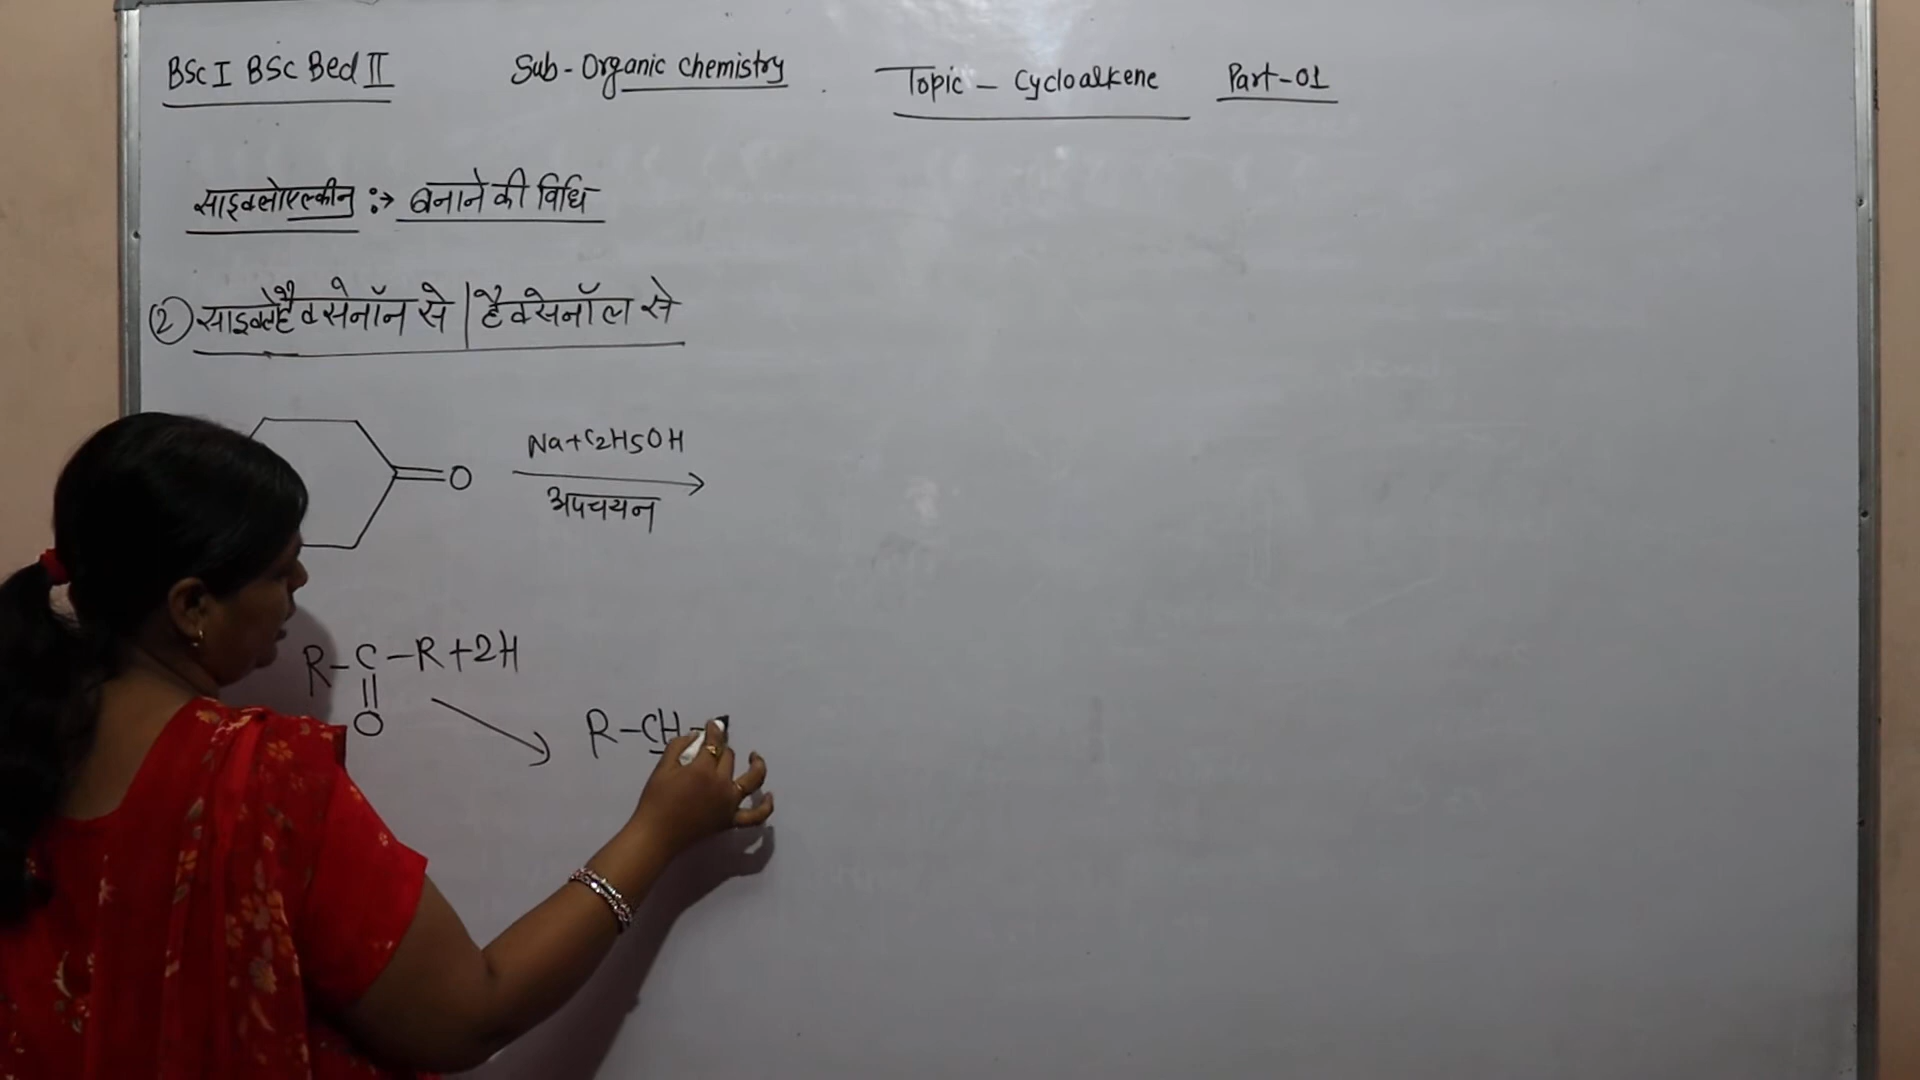 BSc I BSc Bed II Sub-Organic chemistry Topic - Cycloalkene Part-01
साइक्लोएल्कीन :→ बनाने की विधि
② साइक्लोहैक्सेनॉन से | हैक्सेनॉल से
Na+C2H5OH
=O
अपचयन
R-C-R+2H
||
O
R-CH-